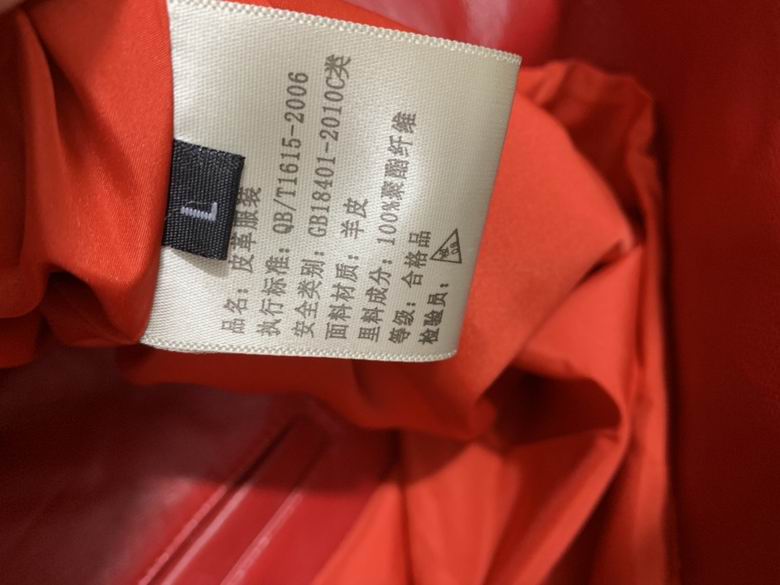 L
品名：皮革服装
执行标准：QB/T1615-2006
安全类别：GB18401-2010C类
面料材质：羊皮
里料成分：100%聚酯纤维
等级：合格品
检验员：